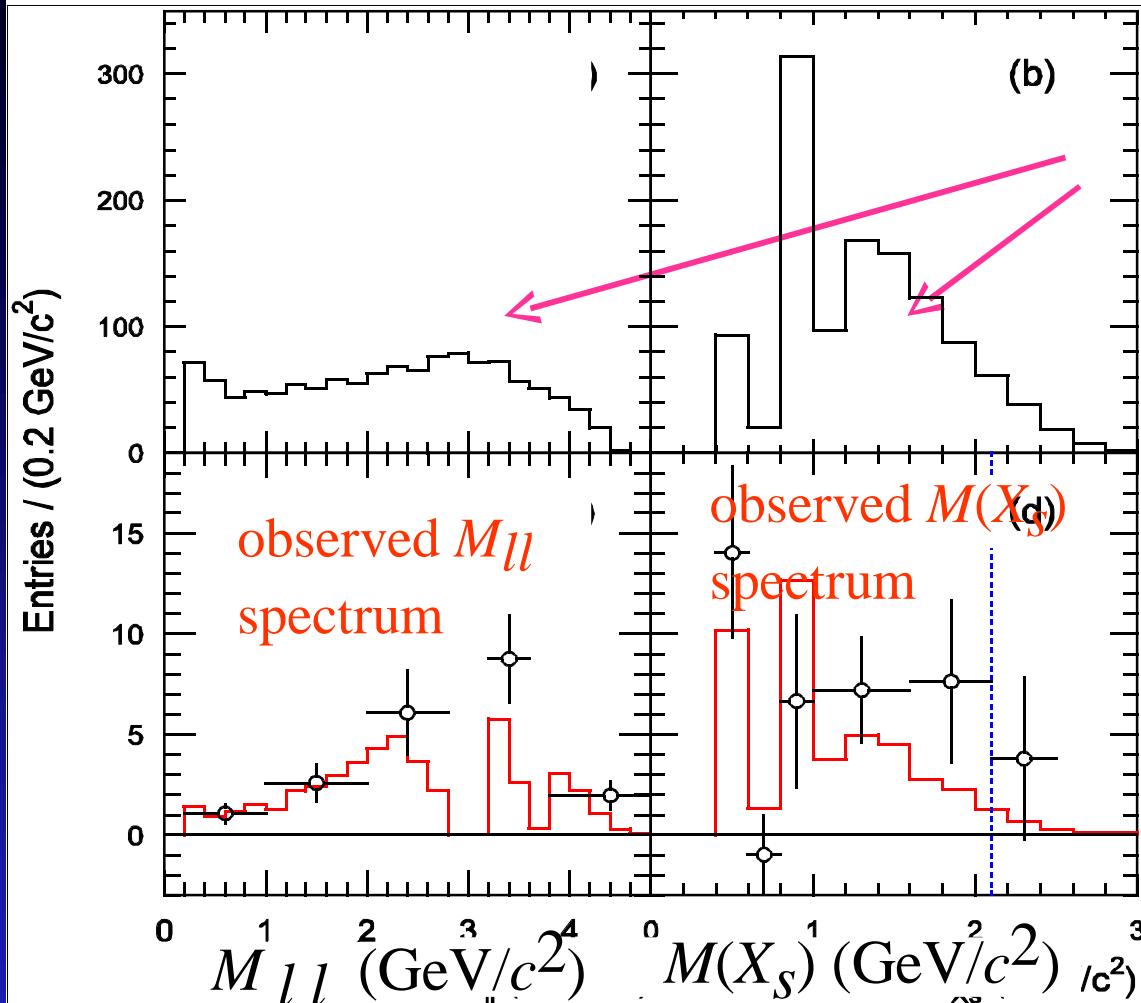 Entries / (0.2 GeV/c²)
300
200
100
0
)
(b)
15
10
5
0
observed M_ll
spectrum
)
observed M(X_s)
spectrum
(d)
0 1 2 3 4 0 1 2 3
M_ll (GeV/c²)
M(X_s) (GeV/c²)
/c²)